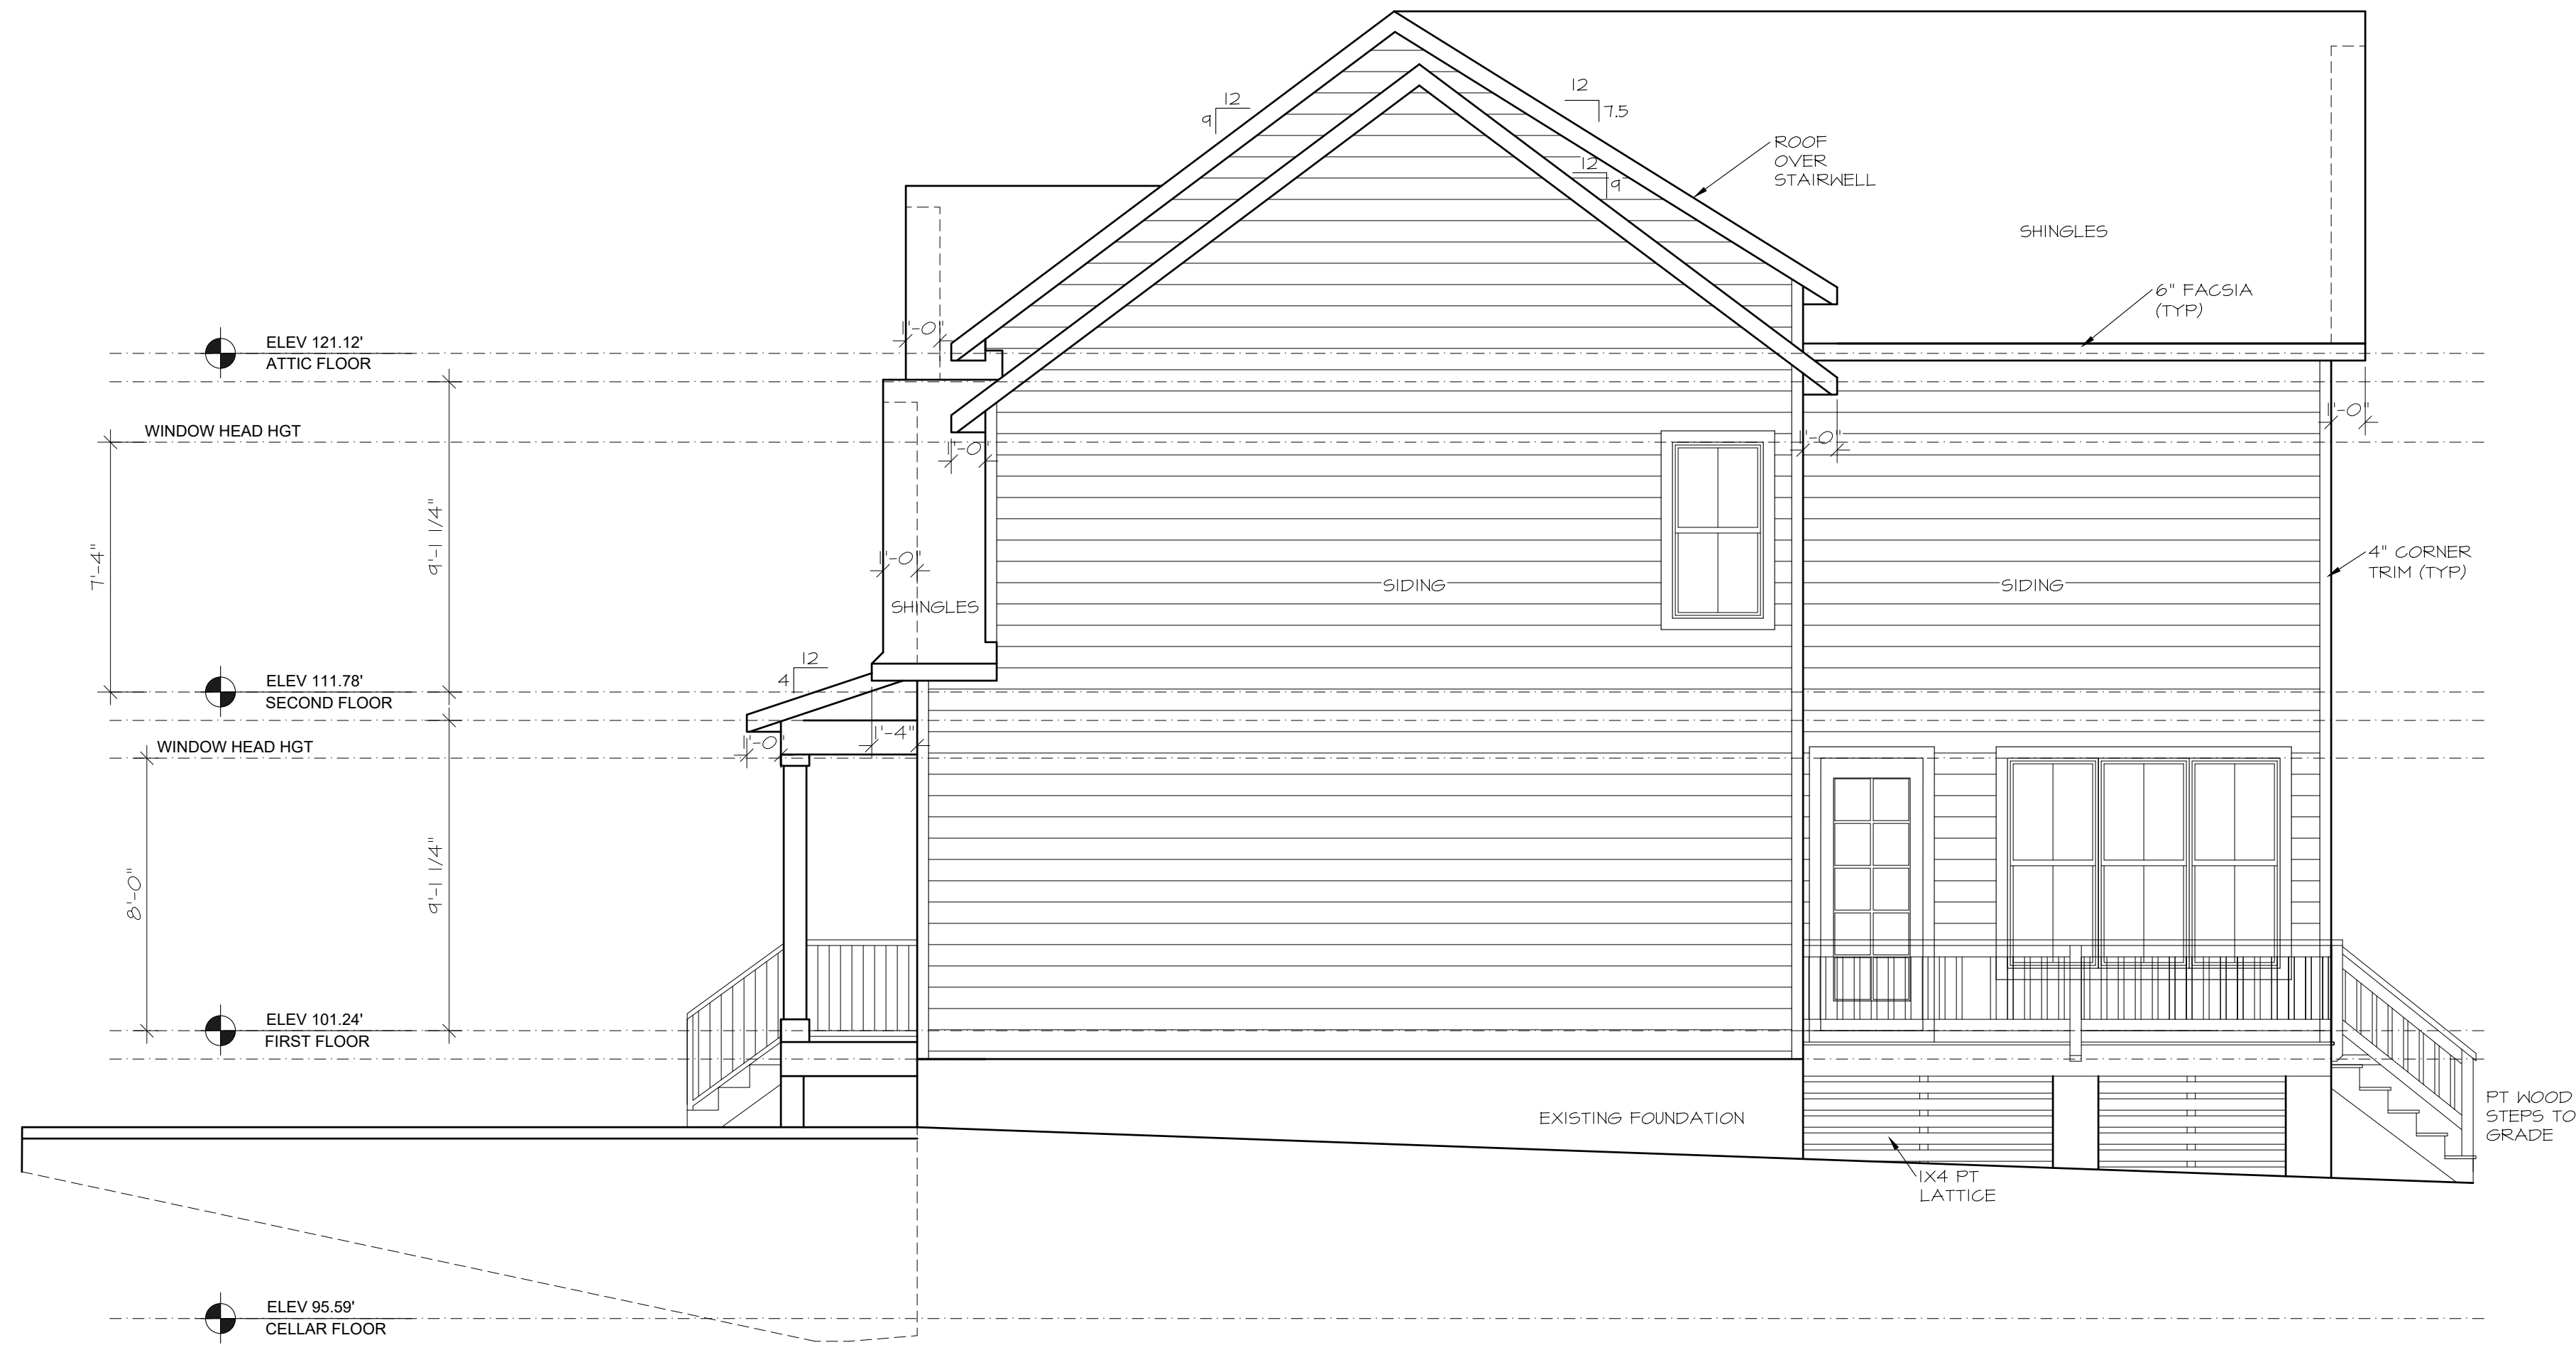 12
9
12
7.5
ROOF
OVER
STAIRWELL
12
9
SHINGLES
6" FACSIA
(TYP)
1'-0"
ELEV 121.12'
ATTIC FLOOR
WINDOW HEAD HGT
1'-0"
1'-0"
1'-0"
9'-1 1/4"
7'-4"
4" CORNER
TRIM (TYP)
1'-0"
SHINGLES
SIDING
SIDING
12
4
ELEV 111.78'
SECOND FLOOR
WINDOW HEAD HGT
1'-0"
1'-4"
9'-1 1/4"
8'-0"
ELEV 101.24'
FIRST FLOOR
EXISTING FOUNDATION
PT WOOD
STEPS TO
GRADE
1X4 PT
LATTICE
ELEV 95.59'
CELLAR FLOOR